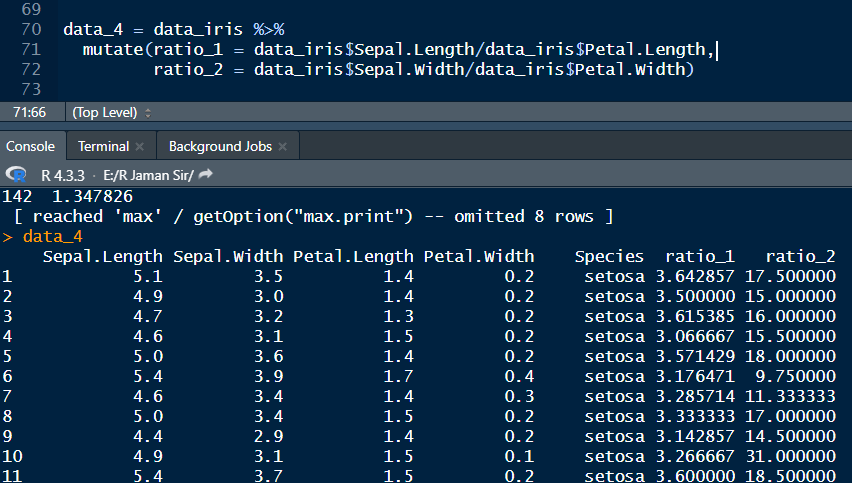 69
70 data_4 = data_iris %>%
71 mutate(ratio_1 = data_iris$Sepal.Length/data_iris$Petal.Length,
72 ratio_2 = data_iris$Sepal.Width/data_iris$Petal.Width)
73
71:66 (Top Level)
Console Terminal Background Jobs
R 4.3.3 · E:/R Jaman Sir/
142 1.347826
[ reached 'max' / getOption("max.print") -- omitted 8 rows ]
> data_4
Sepal.Length Sepal.Width Petal.Length Petal.Width Species ratio_1 ratio_2
1 5.1 3.5 1.4 0.2 setosa 3.642857 17.500000
2 4.9 3.0 1.4 0.2 setosa 3.500000 15.000000
3 4.7 3.2 1.3 0.2 setosa 3.615385 16.000000
4 4.6 3.1 1.5 0.2 setosa 3.066667 15.500000
5 5.0 3.6 1.4 0.2 setosa 3.571429 18.000000
6 5.4 3.9 1.7 0.4 setosa 3.176471 9.750000
7 4.6 3.4 1.4 0.3 setosa 3.285714 11.333333
8 5.0 3.4 1.5 0.2 setosa 3.333333 17.000000
9 4.4 2.9 1.4 0.2 setosa 3.142857 14.500000
10 4.9 3.1 1.5 0.1 setosa 3.266667 31.000000
11 5.4 3.7 1.5 0.2 setosa 3.600000 18.500000